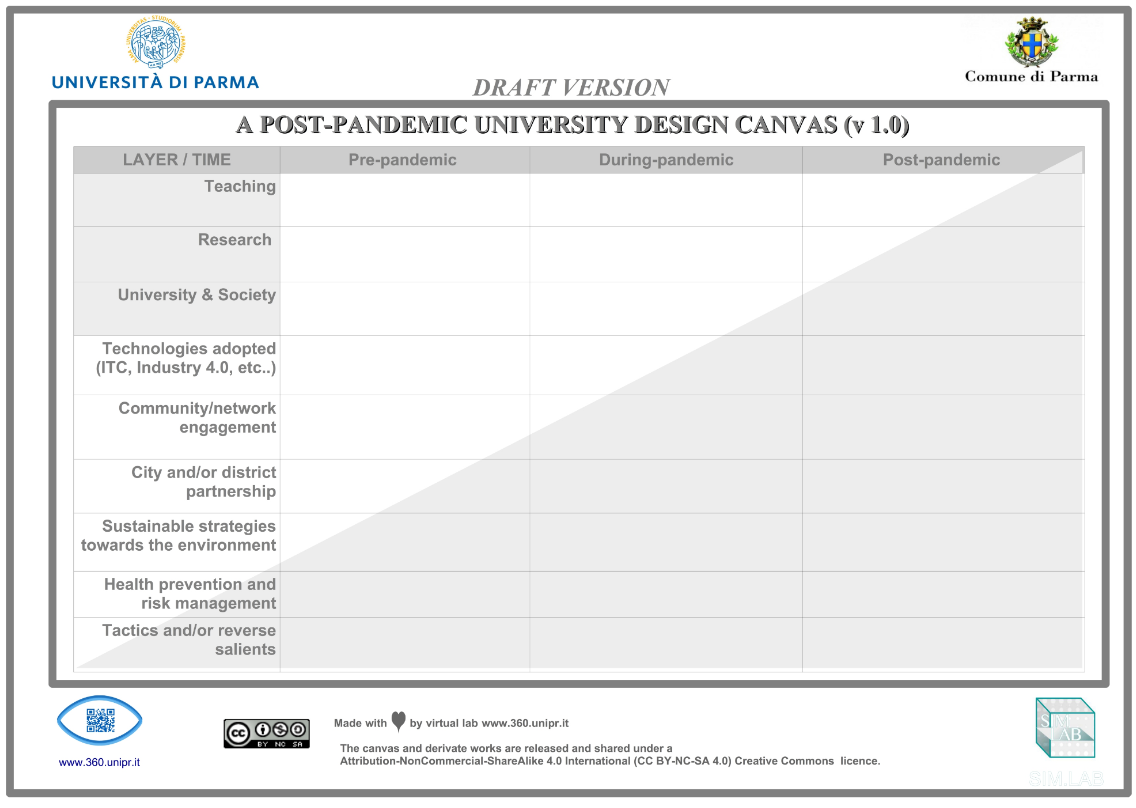 UNIVERSITÀ DI PARMA
Comune di Parma
DRAFT VERSION
A POST-PANDEMIC UNIVERSITY DESIGN CANVAS (v 1.0)
LAYER / TIME Pre-pandemic During-pandemic Post-pandemic
Teaching
Research
University & Society
Technologies adopted
(ITC, Industry 4.0, etc..)
Community/network
engagement
City and/or district
partnership
Sustainable strategies
towards the environment
Health prevention and
risk management
Tactics and/or reverse
salients
www.360.unipr.it
cc
BY NC SA
Made with by virtual lab www.360.unipr.it
The canvas and derivate works are released and shared under a
Attribution-NonCommercial-ShareAlike 4.0 International (CC BY-NC-SA 4.0) Creative Commons licence.
SIM.LAB